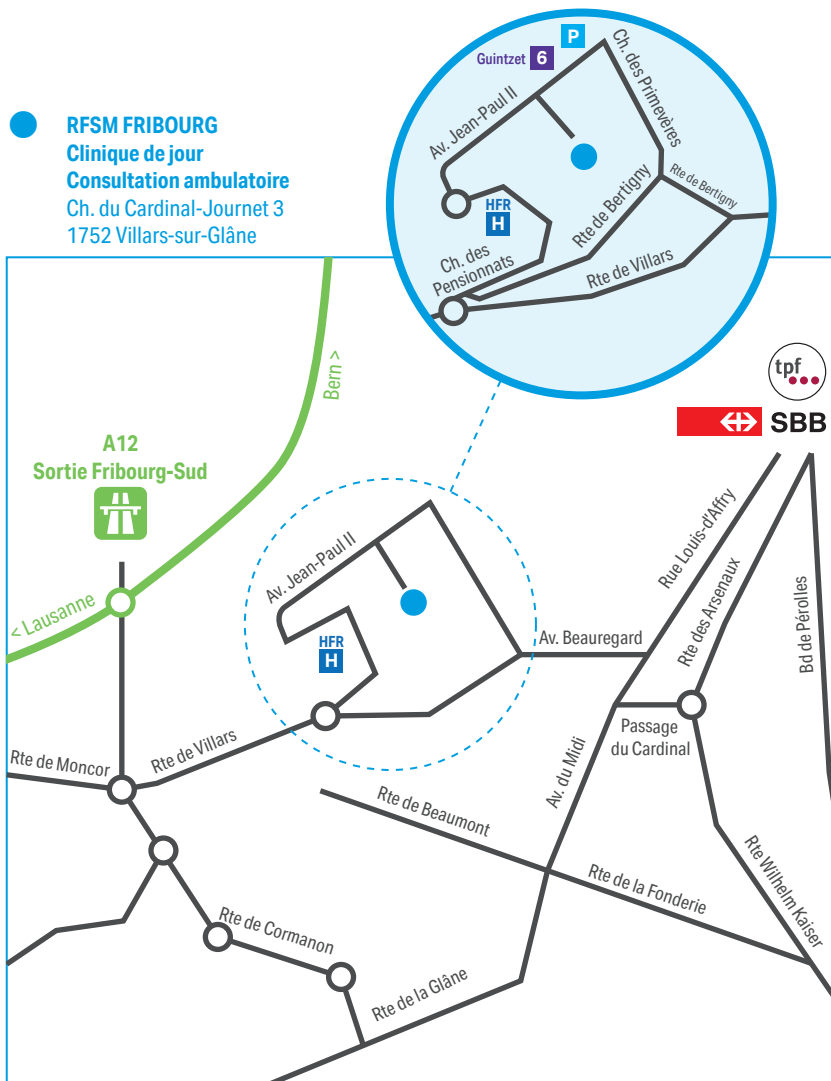 RFSM FRIBOURG
Clinique de jour
Consultation ambulatoire
Ch. du Cardinal-Journet 3
1752 Villars-sur-Glâne
P
Guintzet 6
Ch. des Primevères
Av. Jean-Paul II
Rte de Bertigny
Rte de Bertigny
HFR
H
Ch. des
Pensionnats
Rte de Villars
tpf
SBB
Bern >
A12
Sortie Fribourg-Sud
< Lausanne
Av. Jean-Paul II
HFR
H
Av. Beauregard
Rue Louis-d'Affry
Rte des Arsenaux
Bd de Pérolles
Passage
du Cardinal
Rte de Moncor
Rte de Villars
Av. du Midi
Rte de Beaumont
Rte de la Fonderie
Rte Wilhelm Kaiser
Rte de Cormanon
Rte de la Glâne